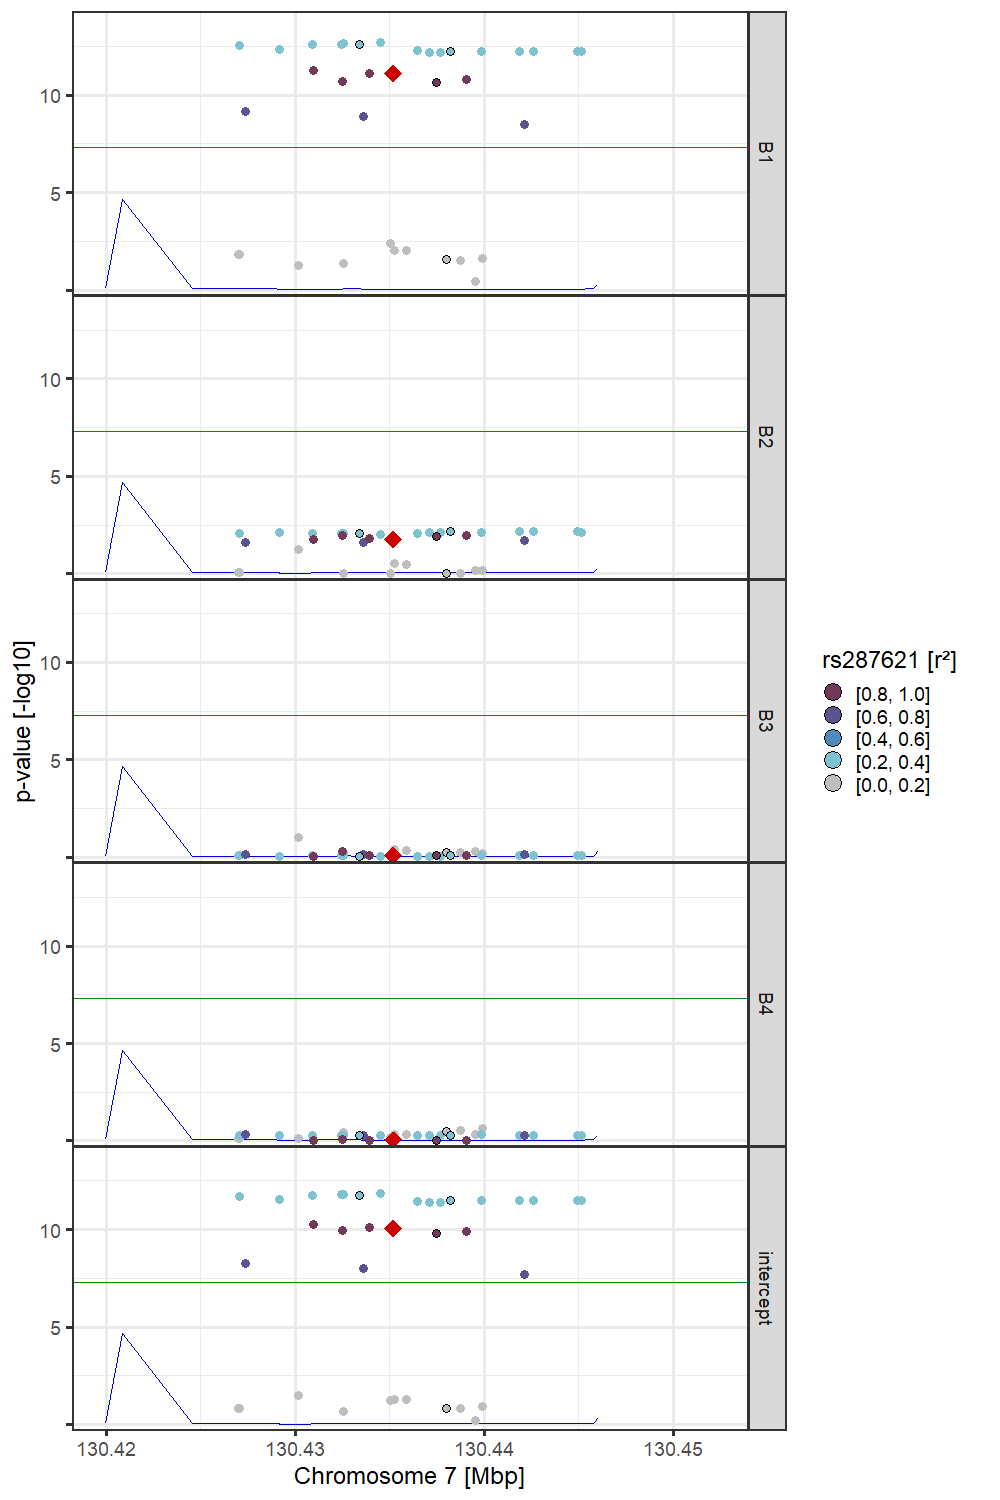 10
5
B1
10
5
B2
10
5
B3
10
5
B4
10
5
intercept
p-value [-log10]
130.42 130.43 130.44 130.45
Chromosome 7 [Mbp]
rs287621 [r²]
[0.8, 1.0]
[0.6, 0.8]
[0.4, 0.6]
[0.2, 0.4]
[0.0, 0.2]